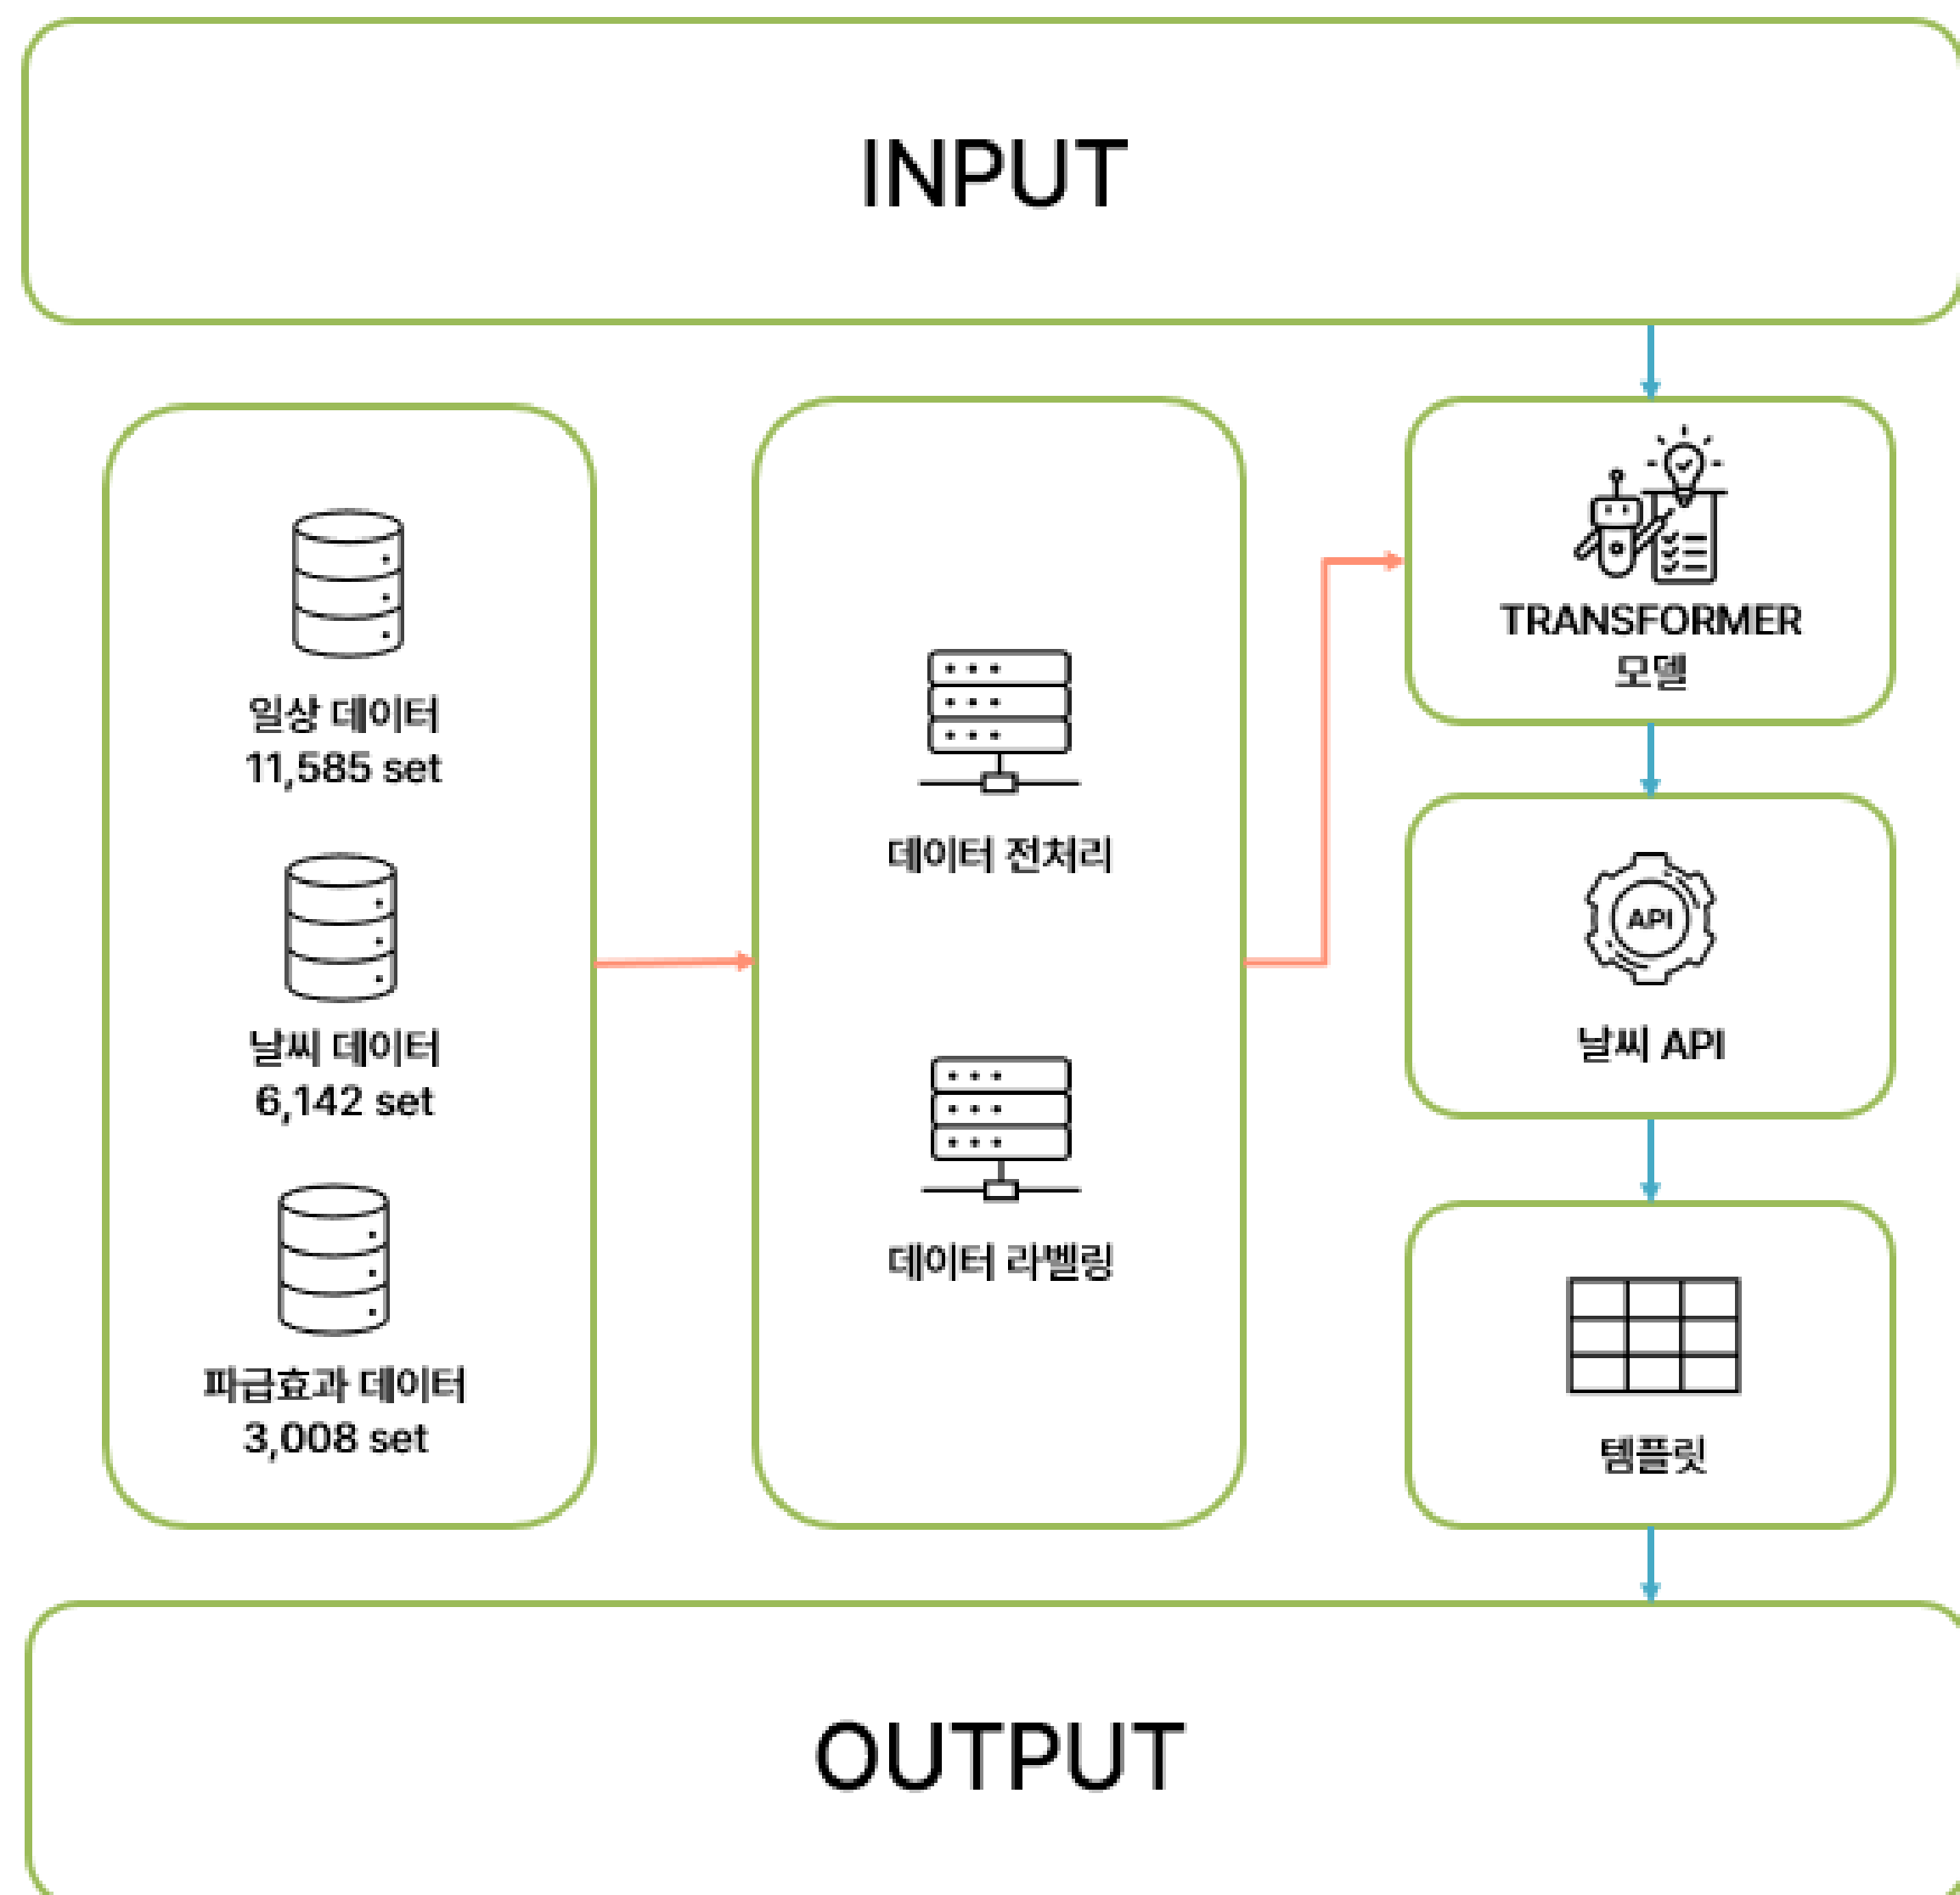 INPUT
일상 데이터
11,585 set
날씨 데이터
6,142 set
파급효과 데이터
3,008 set
데이터 전처리
데이터 라벨링
TRANSFORMER
모델
API
날씨 API
템플릿
OUTPUT